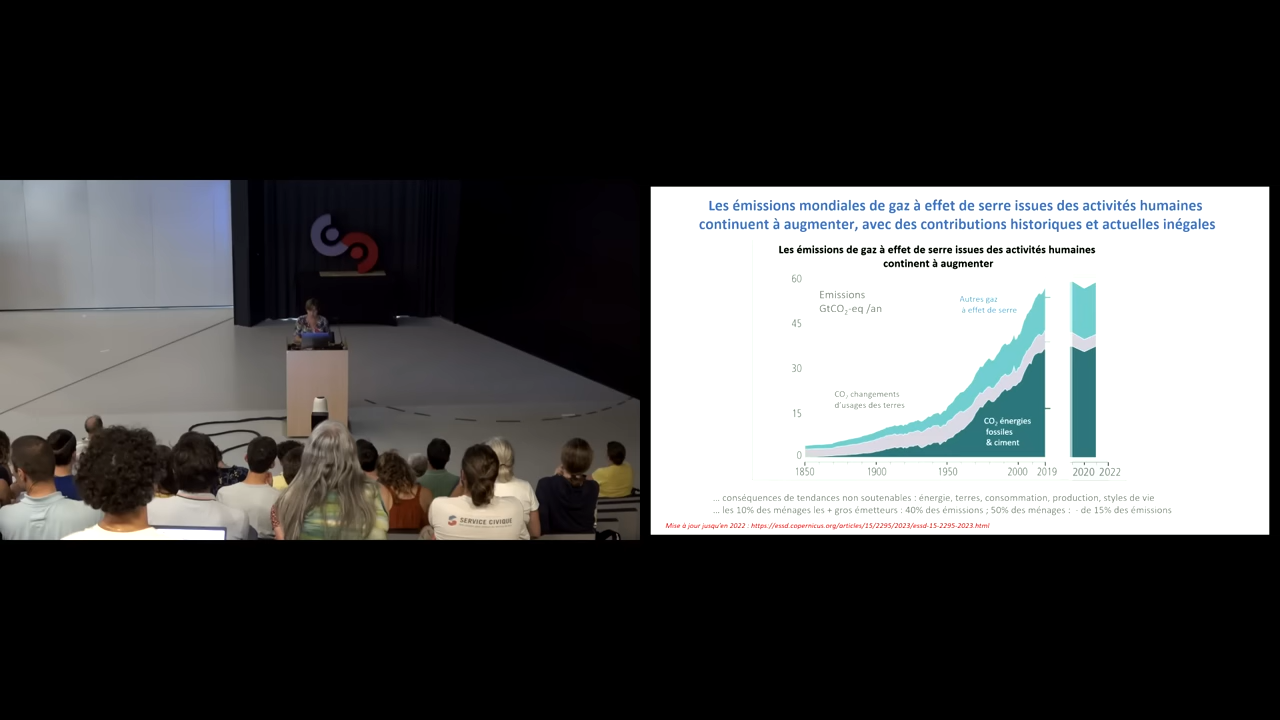 SERVICE CIVIQUE
Les émissions mondiales de gaz à effet de serre issues des activités humaines
continuent à augmenter, avec des contributions historiques et actuelles inégales
Les émissions de gaz à effet de serre issues des activités humaines
continent à augmenter
60
Emissions
GtCO₂-eq /an
Autres gaz
à effet de serre
45
30
CO₂ changements
d'usages des terres
15
CO₂ énergies
fossiles
& ciment
0
1850 1900 1950 2000 2019 2020 2022
... conséquences de tendances non soutenables : énergie, terres, consommation, production, styles de vie
... les 10% des ménages les + gros émetteurs : 40% des émissions ; 50% des ménages : - de 15% des émissions
Mise à jour jusqu'en 2022 : https://essd.copernicus.org/articles/15/2295/2023/essd-15-2295-2023.html